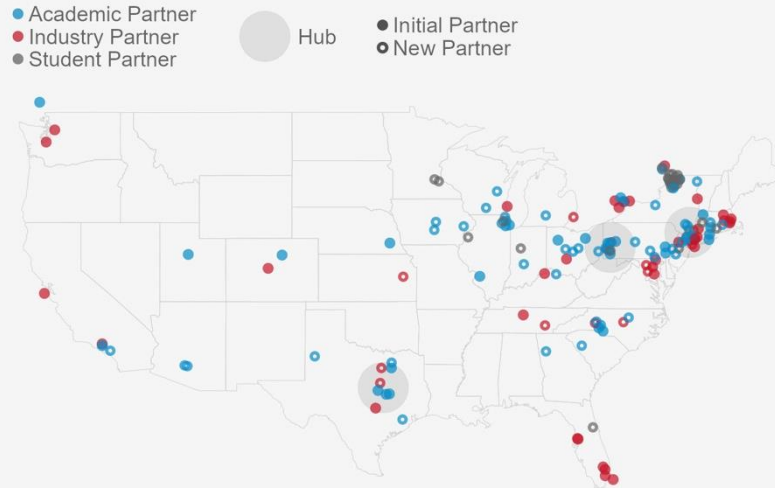 Academic Partner
Industry Partner
Student Partner
Hub
Initial Partner
New Partner